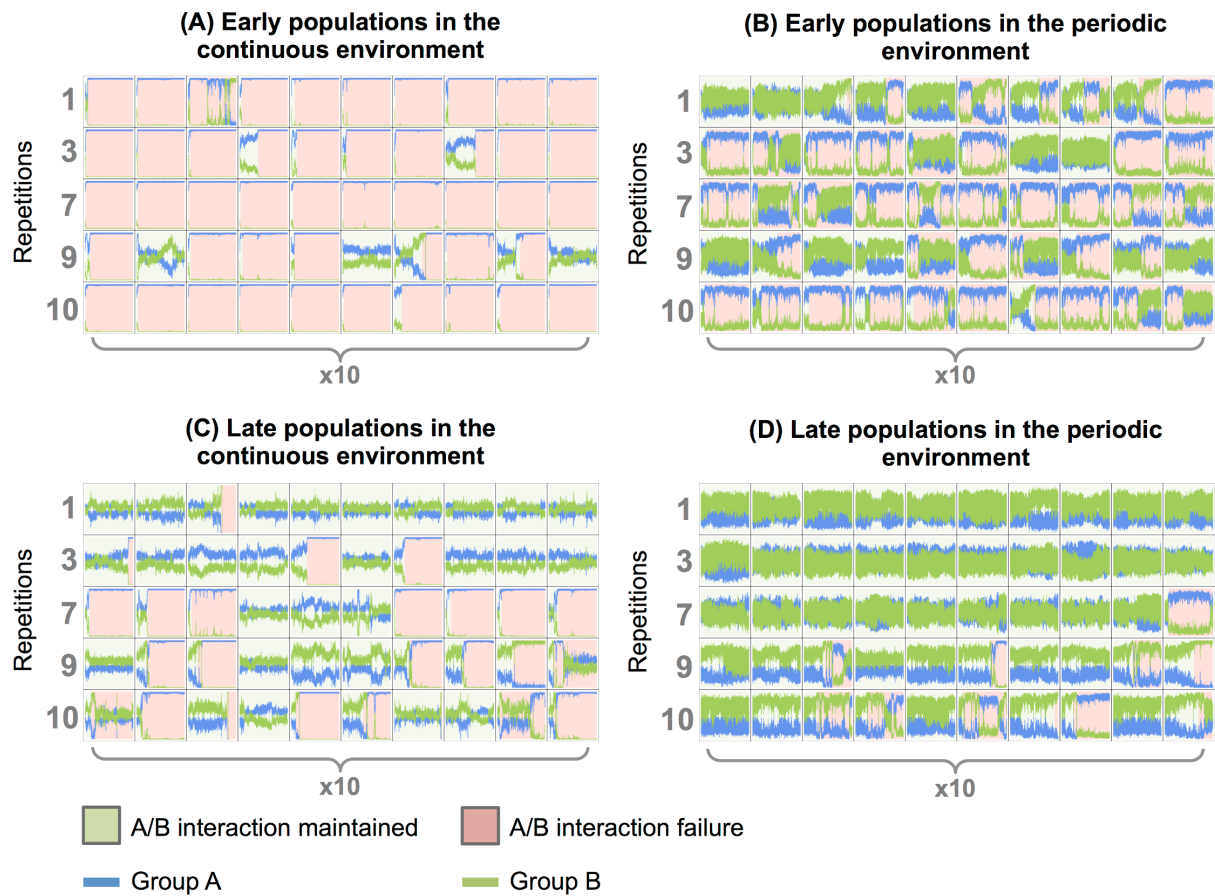 (A) Early populations in the
continuous environment
Repetitions
1
3
7
9
10
x10
(B) Early populations in the periodic
environment
Repetitions
1
3
7
9
10
x10
(C) Late populations in the
continuous environment
Repetitions
1
3
7
9
10
x10
(D) Late populations in the periodic
environment
Repetitions
1
3
7
9
10
x10
A/B interaction maintained
A/B interaction failure
Group A
Group B